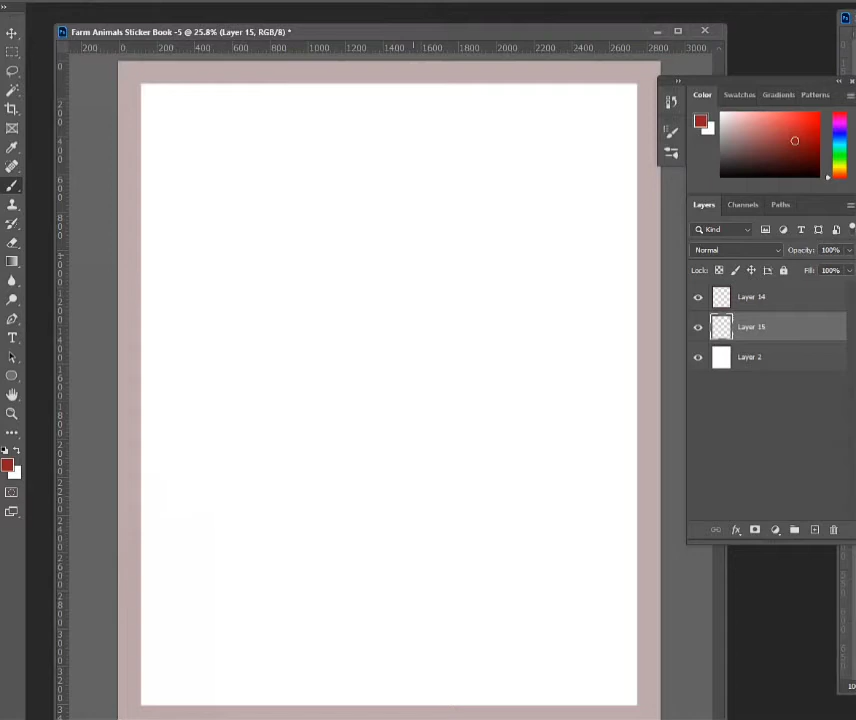 Farm Animals Sticker Book -5 @ 25.8% (Layer 15, RGB/8) *
200 0 200 400 600 800 1000 1200 1400 1600 1800 2000 2200 2400 2600 2800 3000
Color Swatches Gradients Patterns
Layers Channels Paths
Kind
Normal Opacity: 100%
Lock: Fill: 100%
Layer 14
Layer 15
Layer 2